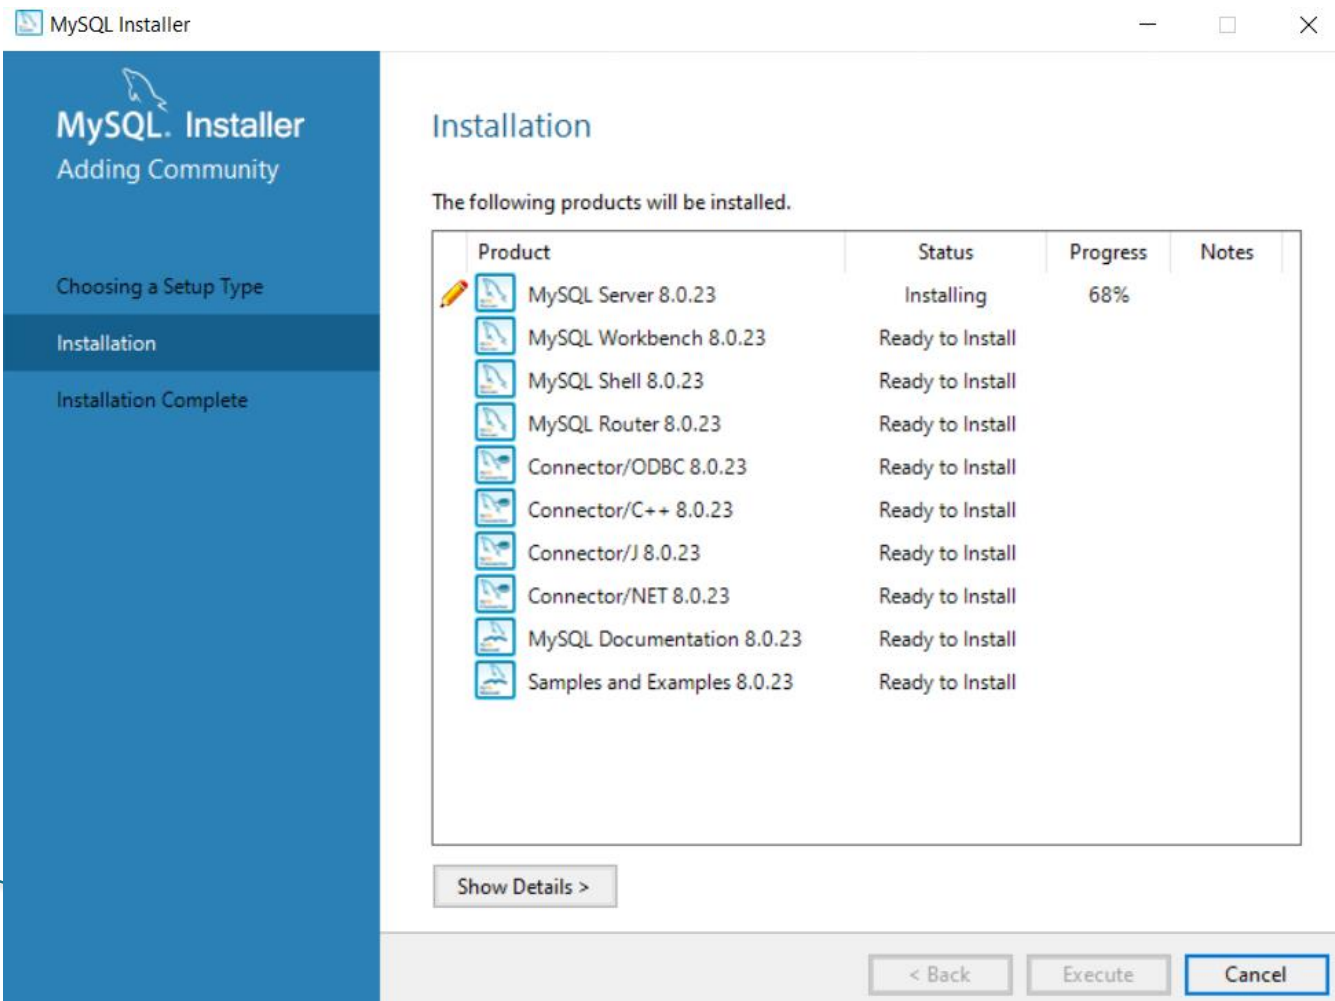 MySQL Installer
MySQL. Installer
Adding Community
Choosing a Setup Type
Installation
Installation Complete
Installation
The following products will be installed.
Product Status Progress Notes
MySQL Server 8.0.23 Installing 68%
MySQL Workbench 8.0.23 Ready to Install
MySQL Shell 8.0.23 Ready to Install
MySQL Router 8.0.23 Ready to Install
Connector/ODBC 8.0.23 Ready to Install
Connector/C++ 8.0.23 Ready to Install
Connector/J 8.0.23 Ready to Install
Connector/NET 8.0.23 Ready to Install
MySQL Documentation 8.0.23 Ready to Install
Samples and Examples 8.0.23 Ready to Install
Show Details >
< Back Execute Cancel